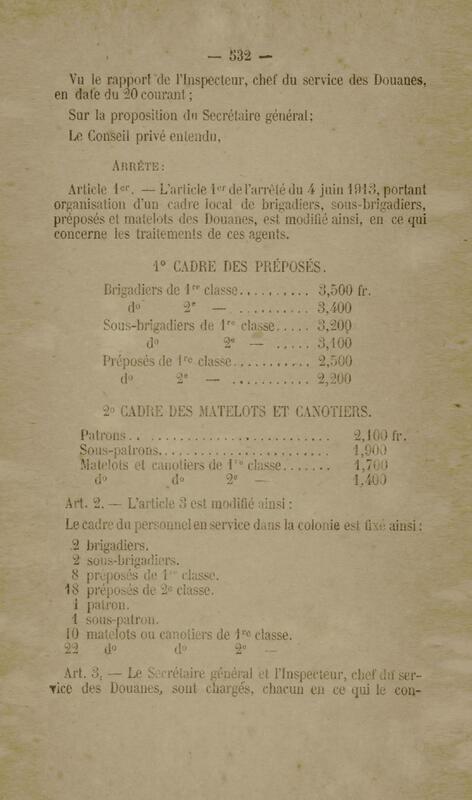 — 532 —
Vu le rapport de l'Inspecteur, chef du service des Douanes,
en date du 20 courant ;
Sur la proposition du Secrétaire général;
Le Conseil privé entendu,
ARRÊTE :
Article 1er. — L'article 1er de l'arrêté du 4 juin 1913, portant
organisation d'un cadre local de brigadiers, sous-brigadiers,
préposés et matelots des Douanes, est modifié ainsi, en ce qui
concerne les traitements de ces agents.
1° CADRE DES PRÉPOSÉS.
Brigadiers de 1re classe.......... 3,500 fr.
do 2e — .......... 3,400
Sous-brigadiers de 1re classe..... 3,200
do 2e — ..... 3,100
Préposés de 1re classe........... 2,500
do 2e — ........... 2,200
2o CADRE DES MATELOTS ET CANOTIERS.
Patrons.......................... 2,100 fr.
Sous-patrons...................... 1,900
Matelots et canotiers de 1re classe....... 1,700
do do 2e — 1,400
Art. 2. — L'article 3 est modifié ainsi :
Le cadre du personnel en service dans la colonie est fixé ainsi :
2 brigadiers.
2 sous-brigadiers.
8 préposés de 1re classe.
18 préposés de 2e classe.
1 patron.
1 sous-patron.
10 matelots ou canotiers de 1re classe.
22 do do 2e —
Art. 3. — Le Secrétaire général et l'Inspecteur, chef du ser-
vice des Douanes, sont chargés, chacun en ce qui le con-